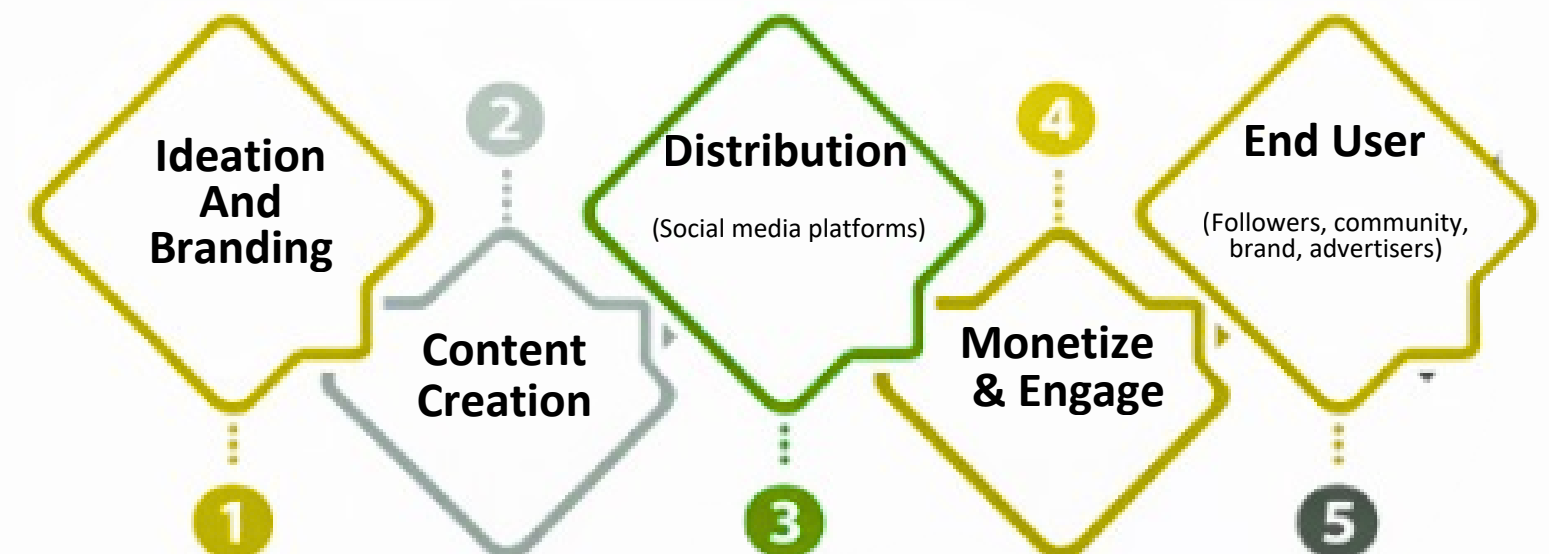 Ideation
And
Branding
1
2
Content
Creation
Distribution
(Social media platforms)
3
4
Monetize
& Engage
End User
(Followers, community,
brand, advertisers)
5